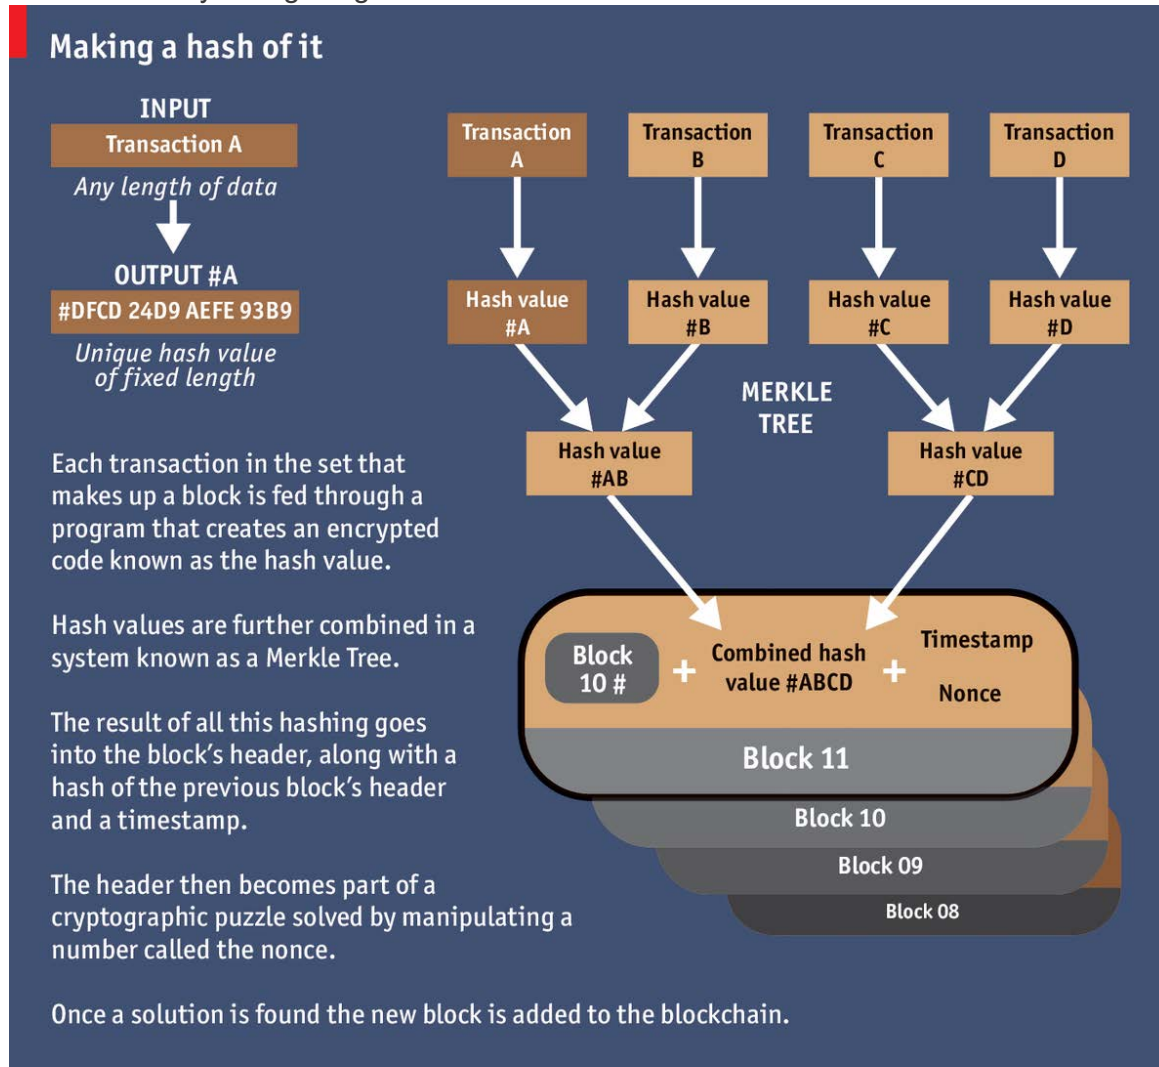 Making a hash of it
INPUT
Transaction A
Any length of data
OUTPUT #A
#DFCD 24D9 AEFE 93B9
Unique hash value
of fixed length
Each transaction in the set that
makes up a block is fed through a
program that creates an encrypted
code known as the hash value.
Hash values are further combined in a
system known as a Merkle Tree.
The result of all this hashing goes
into the block's header, along with a
hash of the previous block's header
and a timestamp.
The header then becomes part of a
cryptographic puzzle solved by manipulating a
number called the nonce.
Once a solution is found the new block is added to the blockchain.
Transaction
A
Transaction
B
Transaction
C
Transaction
D
Hash value
#A
Hash value
#B
Hash value
#C
Hash value
#D
MERKLE
TREE
Hash value
#AB
Hash value
#CD
Block
10 #
+
Combined hash
value #ABCD
+
Timestamp
Nonce
Block 11
Block 10
Block 09
Block 08